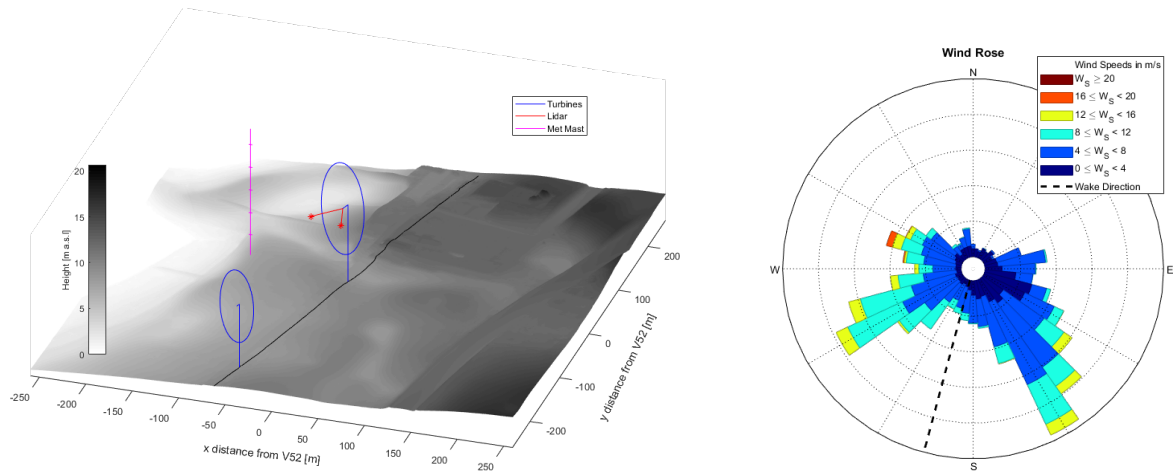 Turbines
Lidar
Met Mast
20
15
10
5
0
Height [m a.s.l]
-250
-200
-150
-100
-50
0
50
100
150
200
250
x distance from V52 [m]
200
100
0
-100
-200
y distance from V52 [m]
Wind Rose
N
W
E
S
Wind Speeds in m/s
W_S ≥ 20
16 ≤ W_S < 20
12 ≤ W_S < 16
8 ≤ W_S < 12
4 ≤ W_S < 8
0 ≤ W_S < 4
Wake Direction